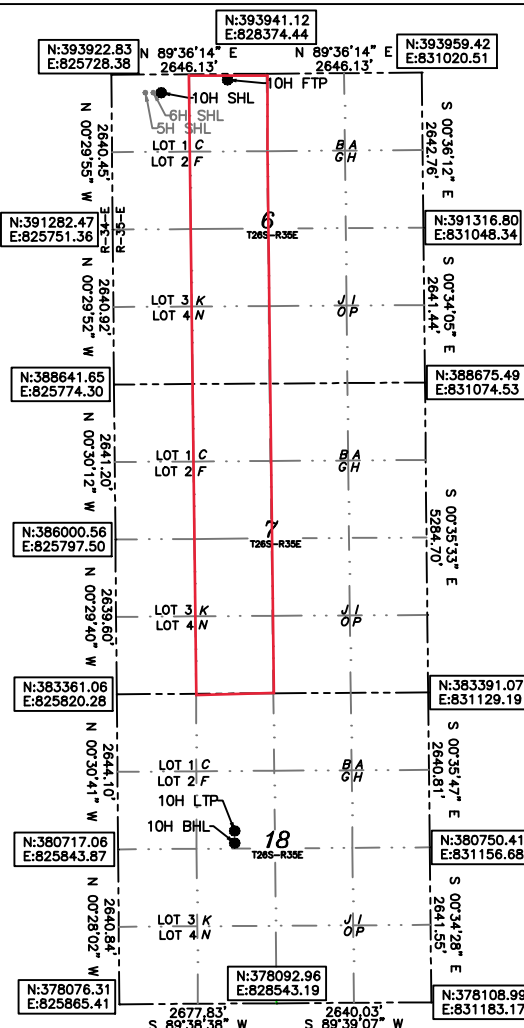 N:393941.12
E:828374.44
N:393922.83
E:825728.38
N 89°36'14" E
2646.13'
N 89°36'14" E
2646.13'
N:393959.42
E:831020.51
10H FTP
10H SHL
6H SHL
5H SHL
N 00°29'55" W
2640.45'
S 00°36'12" E
2642.76'
LOT 1 C
LOT 2 F
B A
G H
R-34-E
R-35-E
6
T26S-R35E
N:391282.47
E:825751.36
N:391316.80
E:831048.34
N 00°29'52" W
2640.92'
S 00°34'05" E
2641.44'
LOT 3 K
LOT 4 N
J I
O P
N:388641.65
E:825774.30
N:388675.49
E:831074.53
N 00°30'12" W
2641.20'
LOT 1 C
LOT 2 F
B A
G H
S 00°35'33" E
5284.70'
7
T26S-R35E
N:386000.56
E:825797.50
N 00°29'40" W
2639.60'
LOT 3 K
LOT 4 N
J I
O P
N:383361.06
E:825820.28
N:383391.07
E:831129.19
N 00°30'41" W
2644.10'
S 00°35'47" E
2640.81'
LOT 1 C
LOT 2 F
B A
G H
10H LTP
10H BHL
18
T26S-R35E
N:380717.06
E:825843.87
N:380750.41
E:831156.68
N 00°28'02" W
2640.84'
S 00°34'28" E
2641.55'
LOT 3 K
LOT 4 N
J I
O P
N:378076.31
E:825865.41
N:378092.96
E:828543.19
N:378108.99
E:831183.17
2677.83'
S 89°38'38" W
2640.03'
S 89°39'07" W